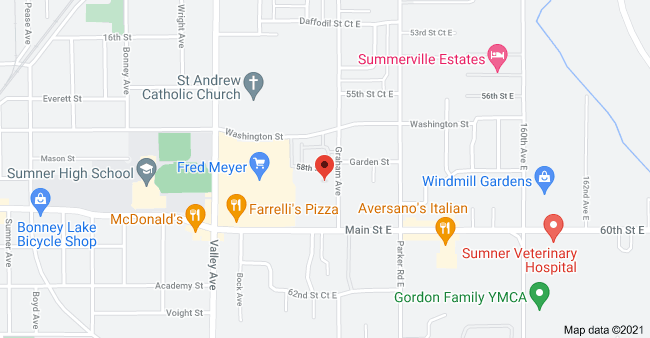 Daffodil St Ct E
Pease Ave
Wright Ave
16th St
53rd St Ct E
Bonney Ave
Summerville Estates
St Andrew
Catholic Church
Everett St
55th St Ct E
56th St Ct E
Washington St
Washington St
160th Ave E
Mason St
Sumner High School
Fred Meyer
58th St
Graham Ave
Garden St
Windmill Gardens
162nd Ave E
Bonney Lake
Bicycle Shop
McDonald's
Farrelli's Pizza
Aversano's Italian
Main St E
60th St E
Sumner Ave
Valley Ave
Parker Rd E
Sumner Veterinary
Hospital
Bock Ave
Academy St
62nd St Ct E
Gordon Family YMCA
Boyd Ave
Voight St
Map data ©2021